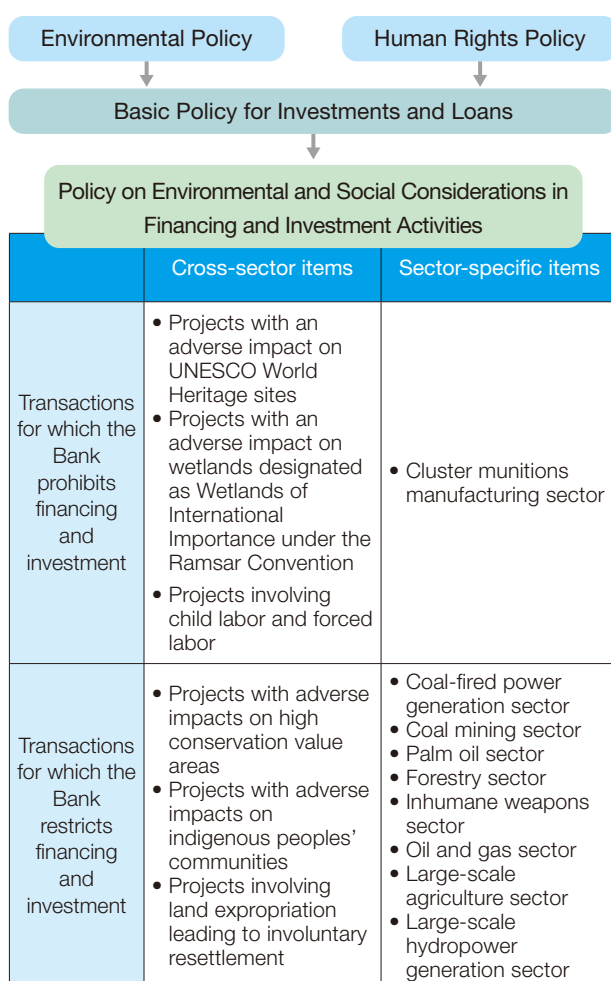 Environmental Policy
Human Rights Policy
Basic Policy for Investments and Loans
Policy on Environmental and Social Considerations in
Financing and Investment Activities
Cross-sector items
Sector-specific items
Transactions
for which the
Bank
prohibits
financing
and
investment
• Projects with an
adverse impact on
UNESCO World
Heritage sites
• Projects with an
adverse impact on
wetlands designated
as Wetlands of
International
Importance under the
Ramsar Convention
• Projects involving
child labor and forced
labor
• Cluster munitions
manufacturing sector
Transactions
for which the
Bank
restricts
financing
and
investment
• Projects with adverse
impacts on high
conservation value
areas
• Projects with adverse
impacts on
indigenous peoples’
communities
• Projects involving
land expropriation
leading to involuntary
resettlement
• Coal-fired power
generation sector
• Coal mining sector
• Palm oil sector
• Forestry sector
• Inhumane weapons
sector
• Oil and gas sector
• Large-scale
agriculture sector
• Large-scale
hydropower
generation sector